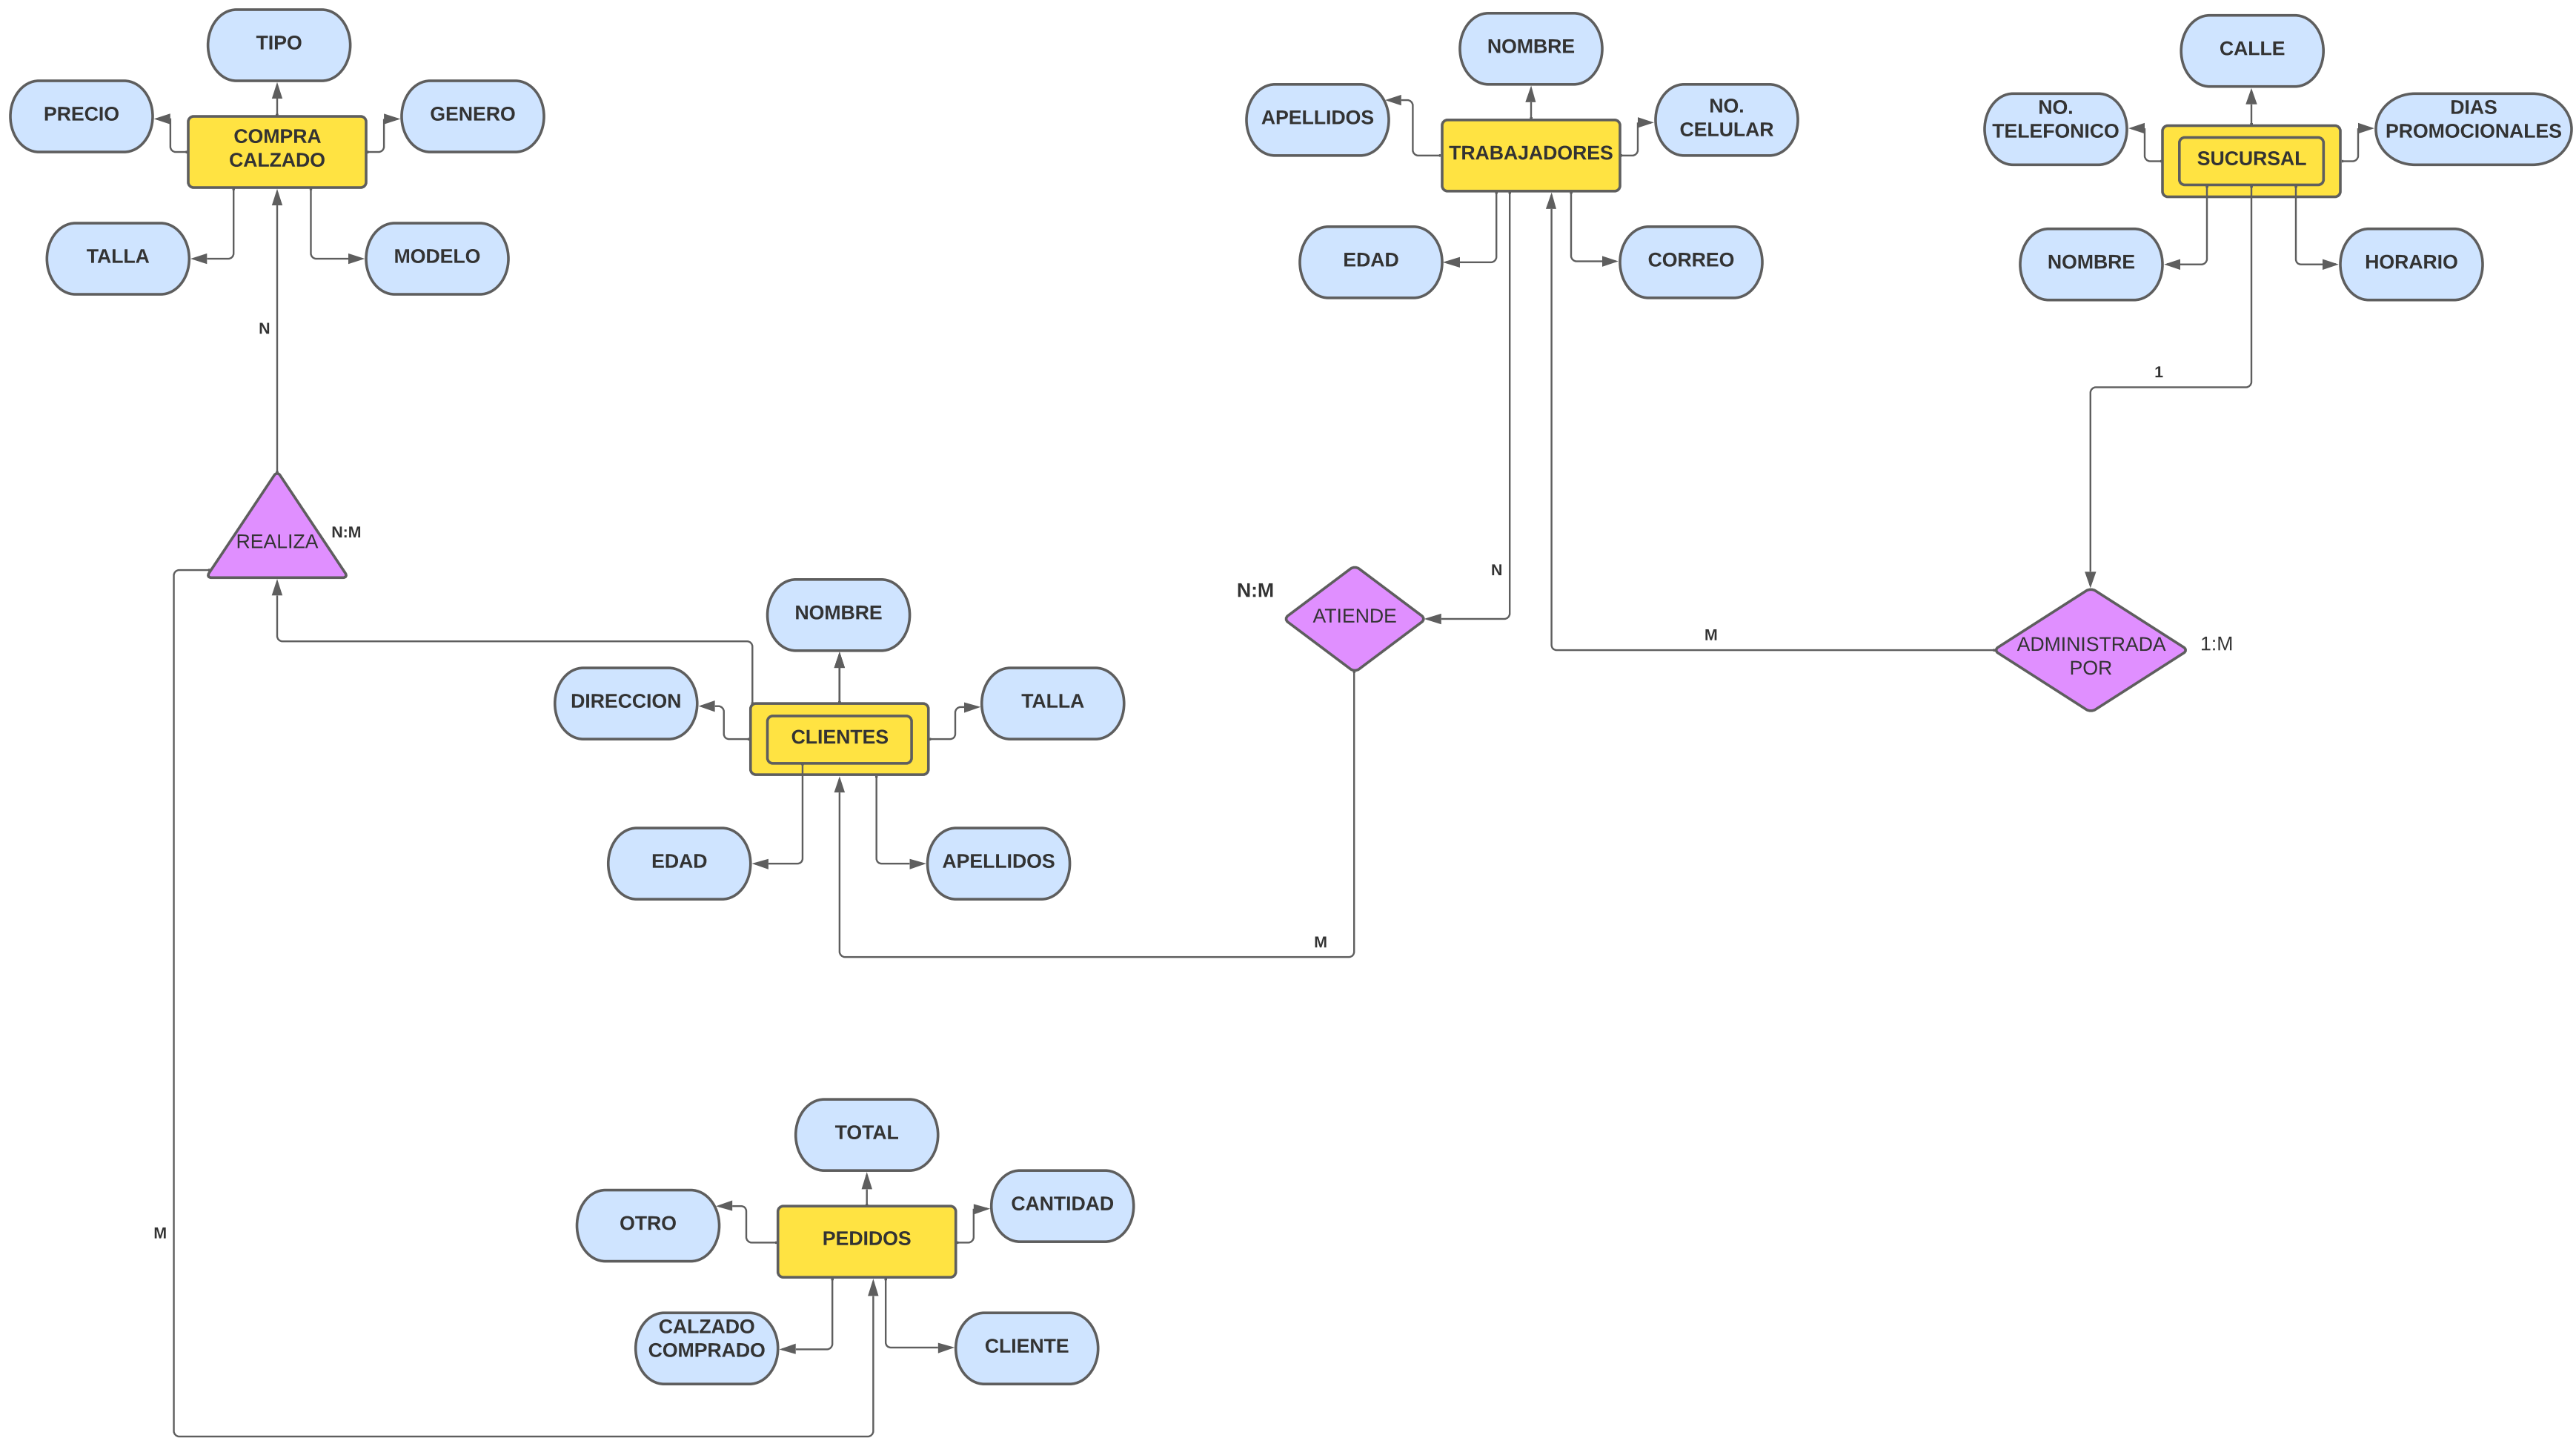 TIPO
PRECIO
GENERO
COMPRA
CALZADO
TALLA
MODELO
N
REALIZA
N:M
NOMBRE
APELLIDOS
NO.
CELULAR
TRABAJADORES
EDAD
CORREO
CALLE
NO.
TELEFONICO
DIAS
PROMOCIONALES
SUCURSAL
NOMBRE
HORARIO
1
N
N:M
ATIENDE
M
ADMINISTRADA
POR
1:M
NOMBRE
DIRECCION
TALLA
CLIENTES
EDAD
APELLIDOS
M
TOTAL
OTRO
CANTIDAD
PEDIDOS
M
CALZADO
COMPRADO
CLIENTE